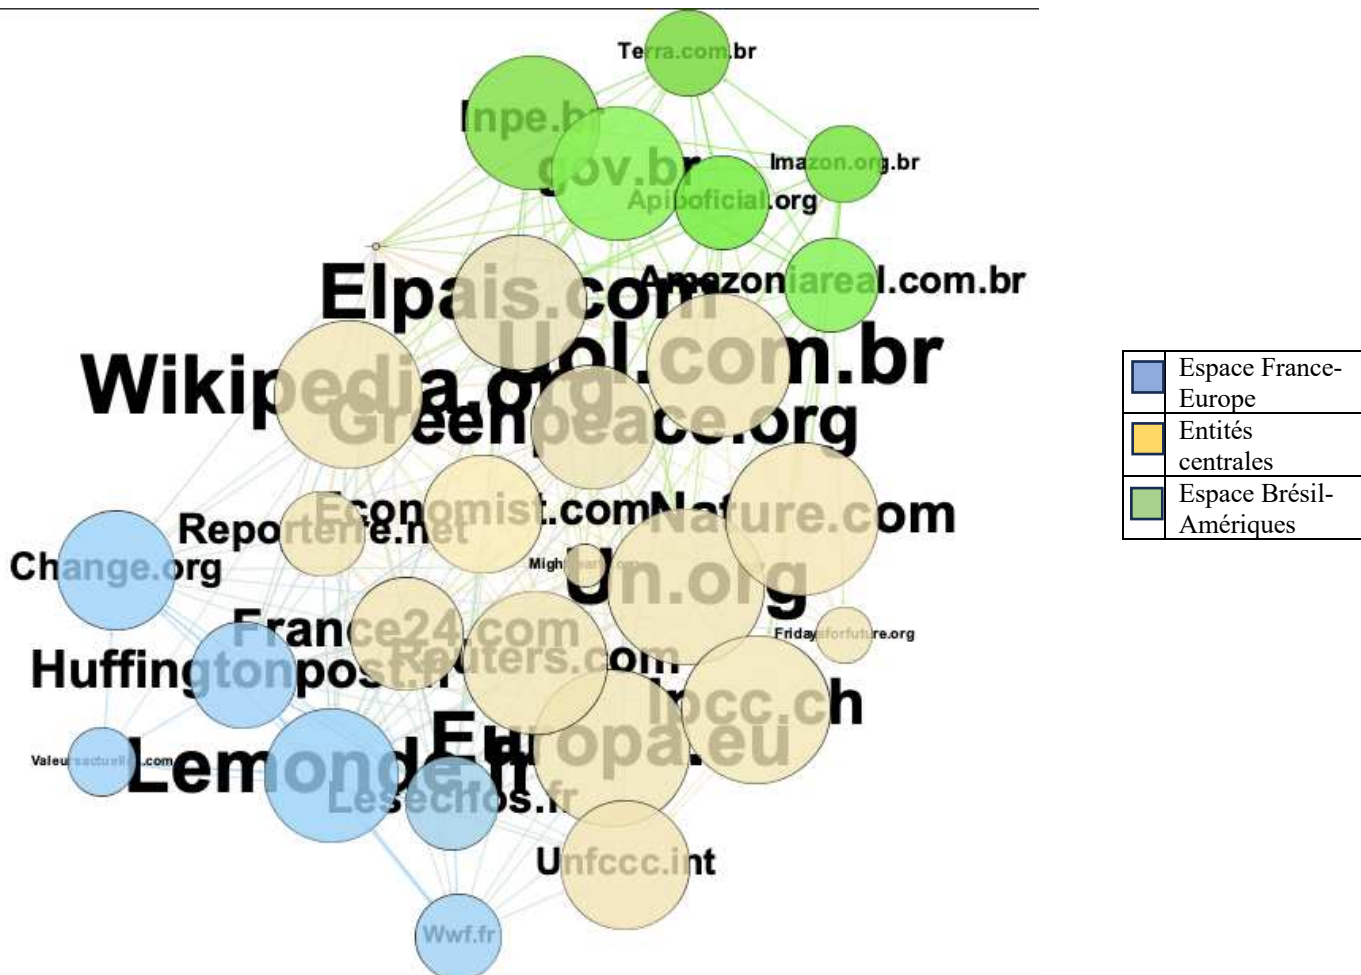 Terra.com.br
Inpe.br
gov.br
Imazon.org.br
Apiboficial.org
Elpais.com
Amazoniareal.com.br
Uol.com.br
Wikipedia.org
Greenpeace.org
Economist.com
Nature.com
Reporterre.net
Change.org
Un.org
France24.com
Fridaysforfuture.org
Huffingtonpost.fr
Reuters.com
Ipcc.ch
Europa.eu
Valeursactuelles.com
Lemonde.fr
Lesechos.fr
Unfccc.int
Wwf.fr
Espace France-
Europe
Entités
centrales
Espace Brésil-
Amériques